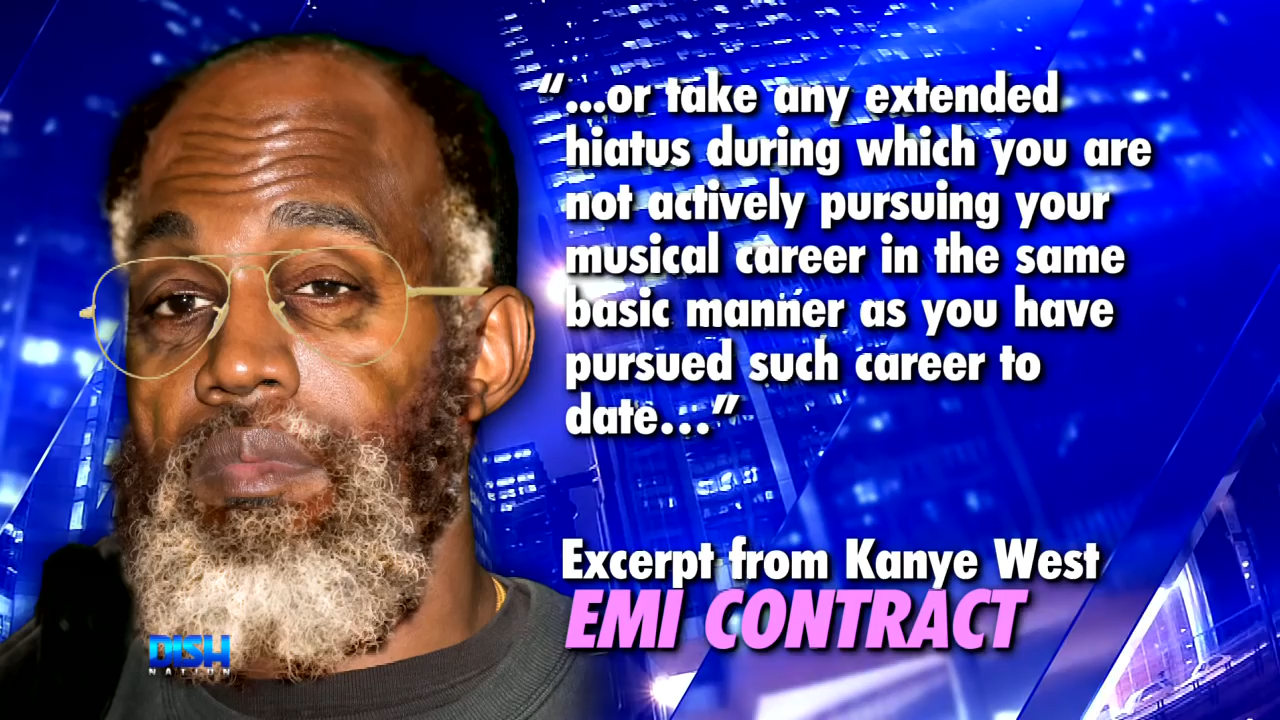 “...or take any extended
hiatus during which you are
not actively pursuing your
musical career in the same
basic manner as you have
pursued such career to
date...”
Excerpt from Kanye West
EMI CONTRACT
DISH
NATION